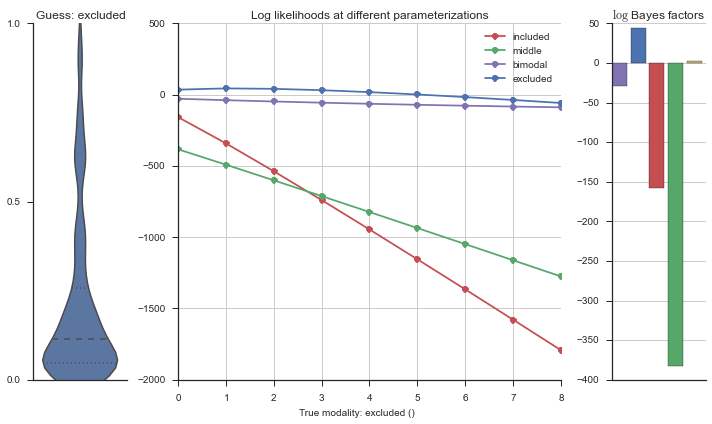 Guess: excluded
1.0
0.5
0.0
Log likelihoods at different parameterizations
500
0
−500
−1000
−1500
−2000
included
middle
bimodal
excluded
0 1 2 3 4 5 6 7 8
True modality: excluded ()
log Bayes factors
50
0
−50
−100
−150
−200
−250
−300
−350
−400